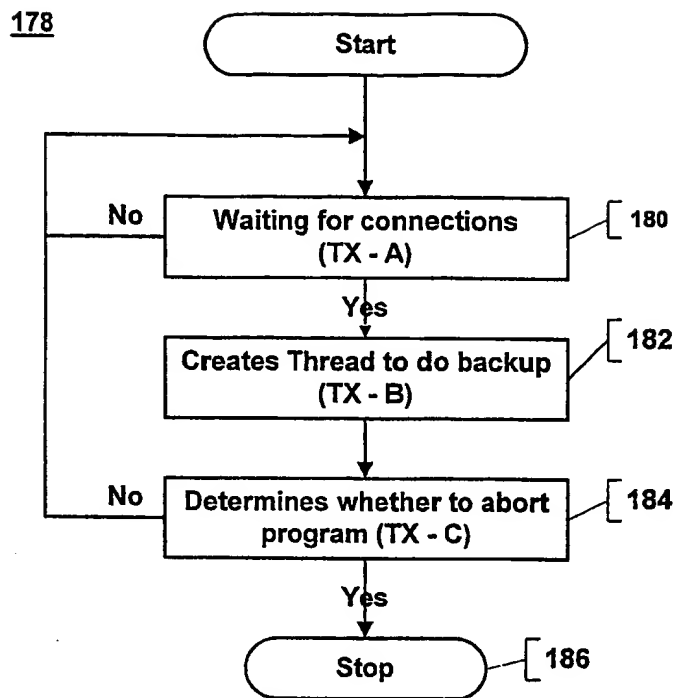 178
Start
No
Waiting for connections
(TX - A)
180
Yes
Creates Thread to do backup
(TX - B)
182
No
Determines whether to abort
program (TX - C)
184
Yes
Stop
186